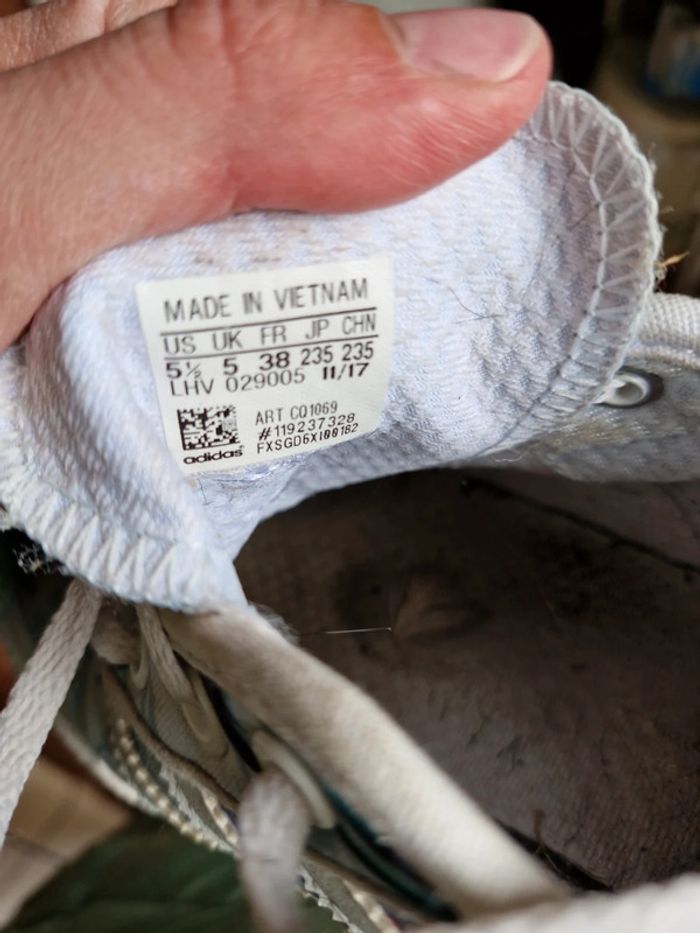 MADE IN VIETNAM
US UK FR JP CHN
5½ 5 38 235 235
LHV 029005 11/17
ART CQ1069
#119237328
FXSGD6X100182
adidas